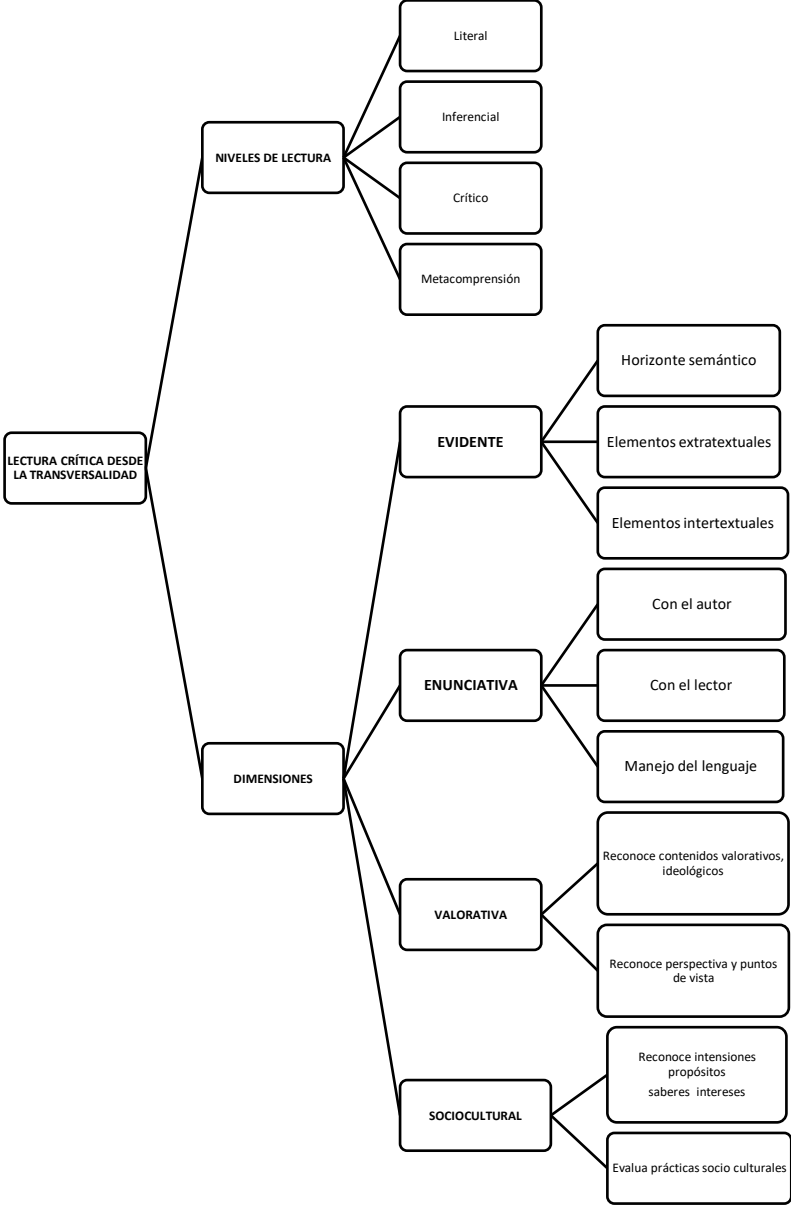 Literal
Inferencial
NIVELES DE LECTURA
Crítico
Metacomprensión
LECTURA CRÍTICA DESDE
LA TRANSVERSALIDAD
Horizonte semántico
EVIDENTE
Elementos extratextuales
Elementos intertextuales
Con el autor
ENUNCIATIVA
Con el lector
Manejo del lenguaje
DIMENSIONES
Reconoce contenidos valorativos,
ideológicos
VALORATIVA
Reconoce perspectiva y puntos
de vista
Reconoce intensiones
propósitos
saberes intereses
SOCIOCULTURAL
Evalua prácticas socio culturales